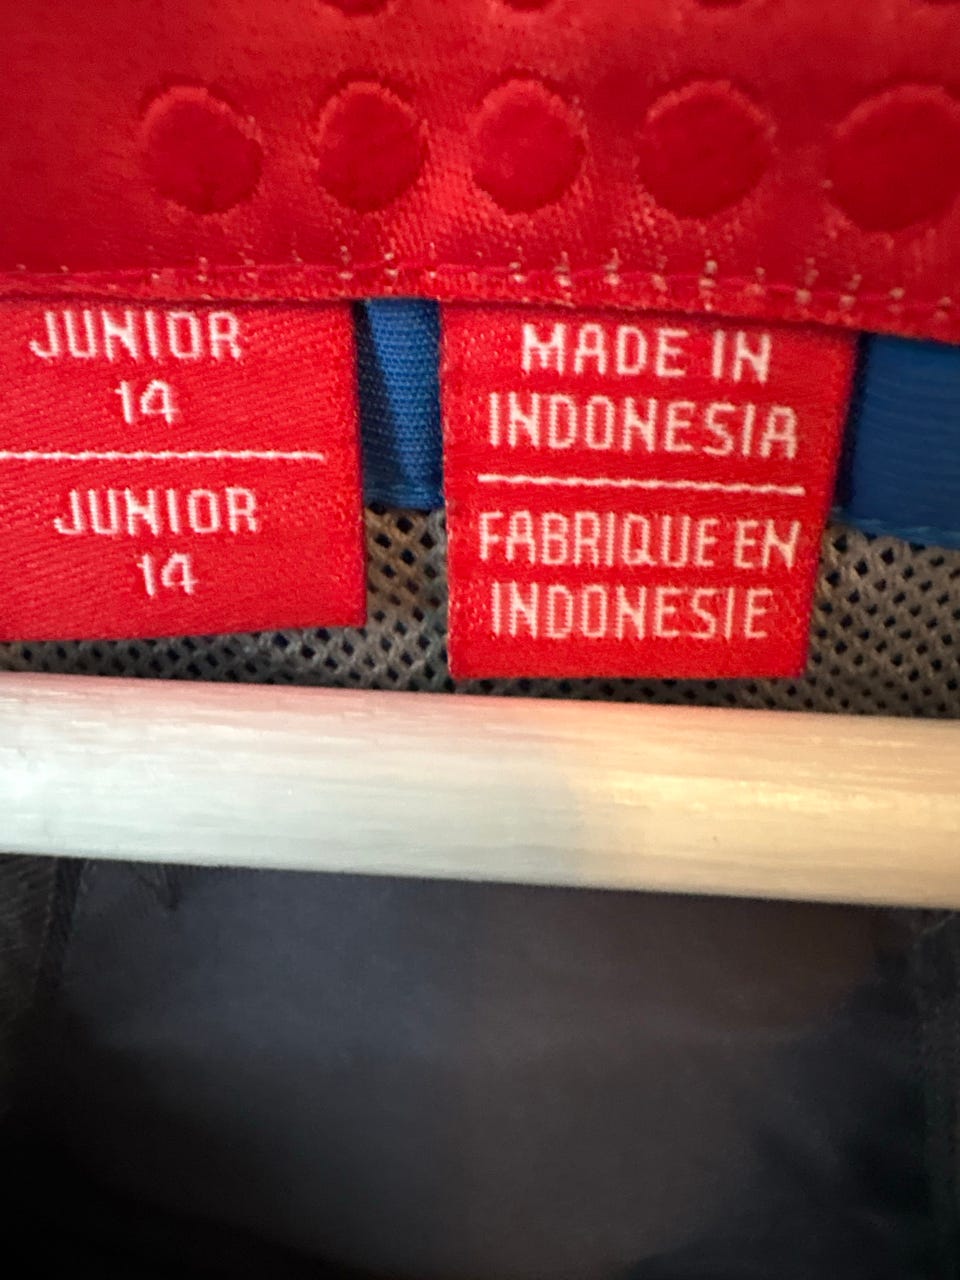 JUNIOR
14
JUNIOR
14
MADE IN
INDONESIA
FABRIQUE EN
INDONESIE